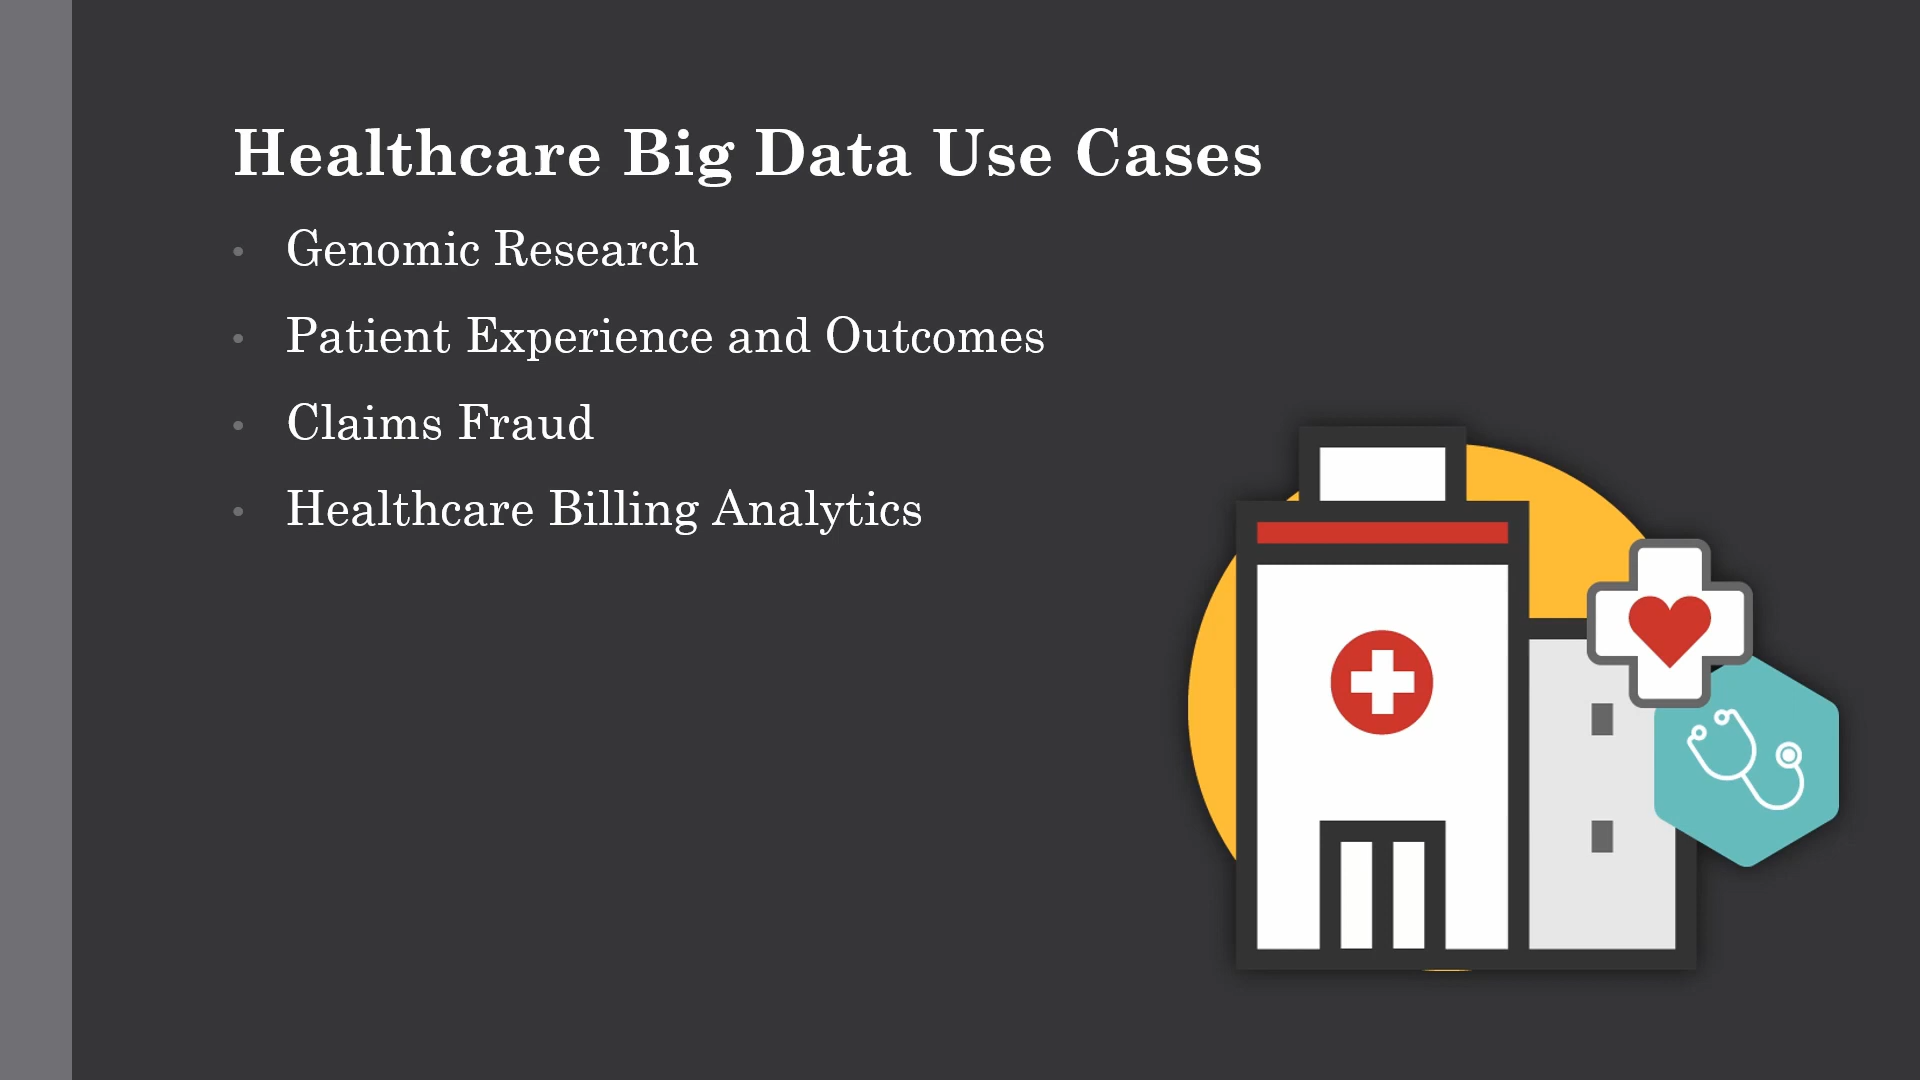 Healthcare Big Data Use Cases
• Genomic Research
• Patient Experience and Outcomes
• Claims Fraud
• Healthcare Billing Analytics